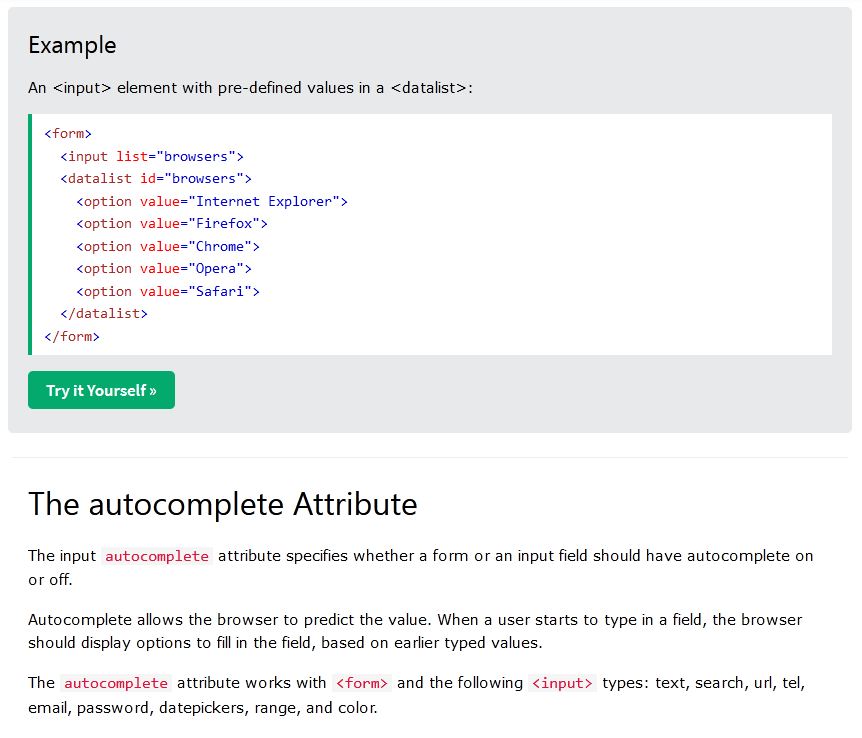 Example
An <input> element with pre-defined values in a <datalist>:
<form>
  <input list="browsers">
  <datalist id="browsers">
    <option value="Internet Explorer">
    <option value="Firefox">
    <option value="Chrome">
    <option value="Opera">
    <option value="Safari">
  </datalist>
</form>
Try it Yourself »
The autocomplete Attribute
The input autocomplete attribute specifies whether a form or an input field should have autocomplete on
or off.
Autocomplete allows the browser to predict the value. When a user starts to type in a field, the browser
should display options to fill in the field, based on earlier typed values.
The autocomplete attribute works with <form> and the following <input> types: text, search, url, tel,
email, password, datepickers, range, and color.